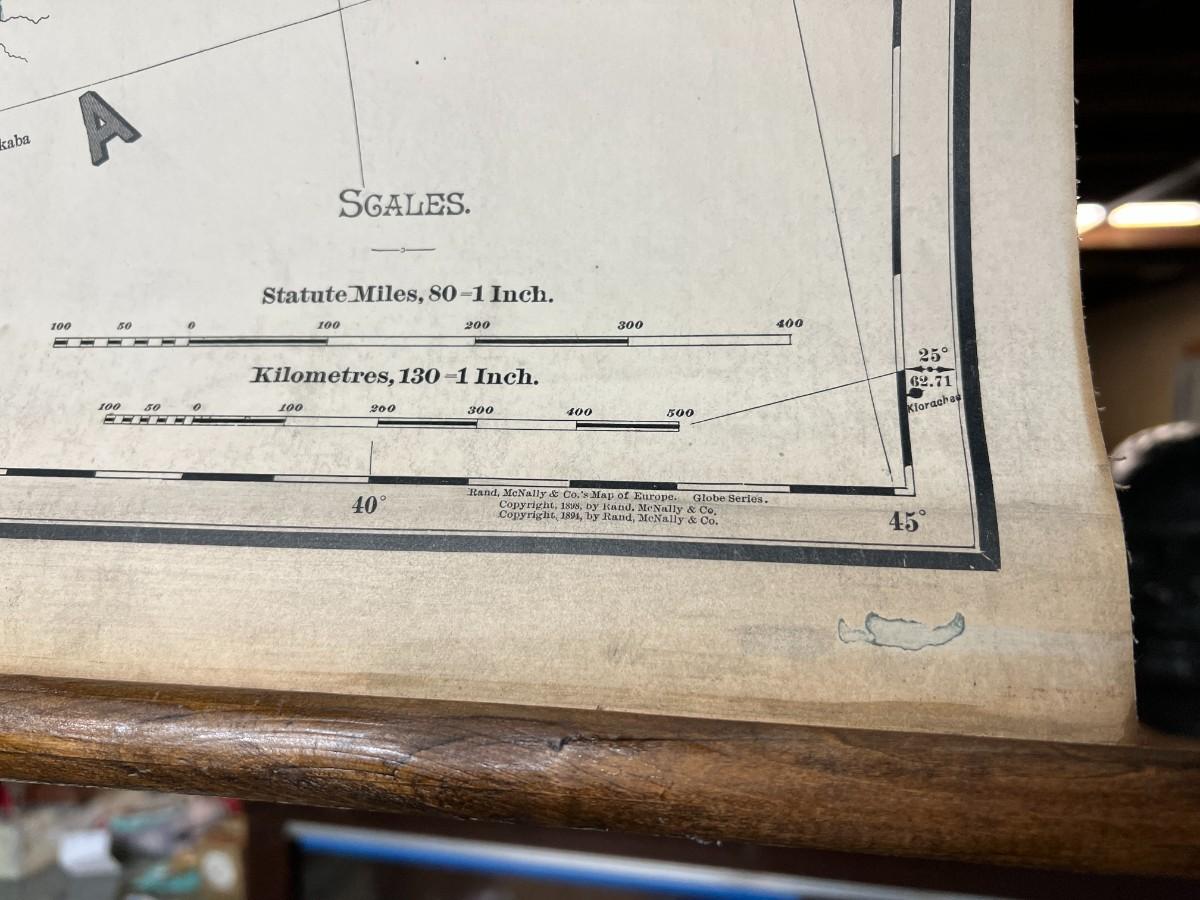 A
kaba
SCALES.
Statute Miles, 80=1 Inch.
100 50 0 100 200 300 400
Kilometres, 130=1 Inch.
100 50 0 100 200 300 400 500
25°
62.71
Klorachau
40°
Rand, McNally & Co.'s Map of Europe. Globe Series.
Copyright, 1898, by Rand, McNally & Co.
Copyright, 1894, by Rand, McNally & Co.
45°